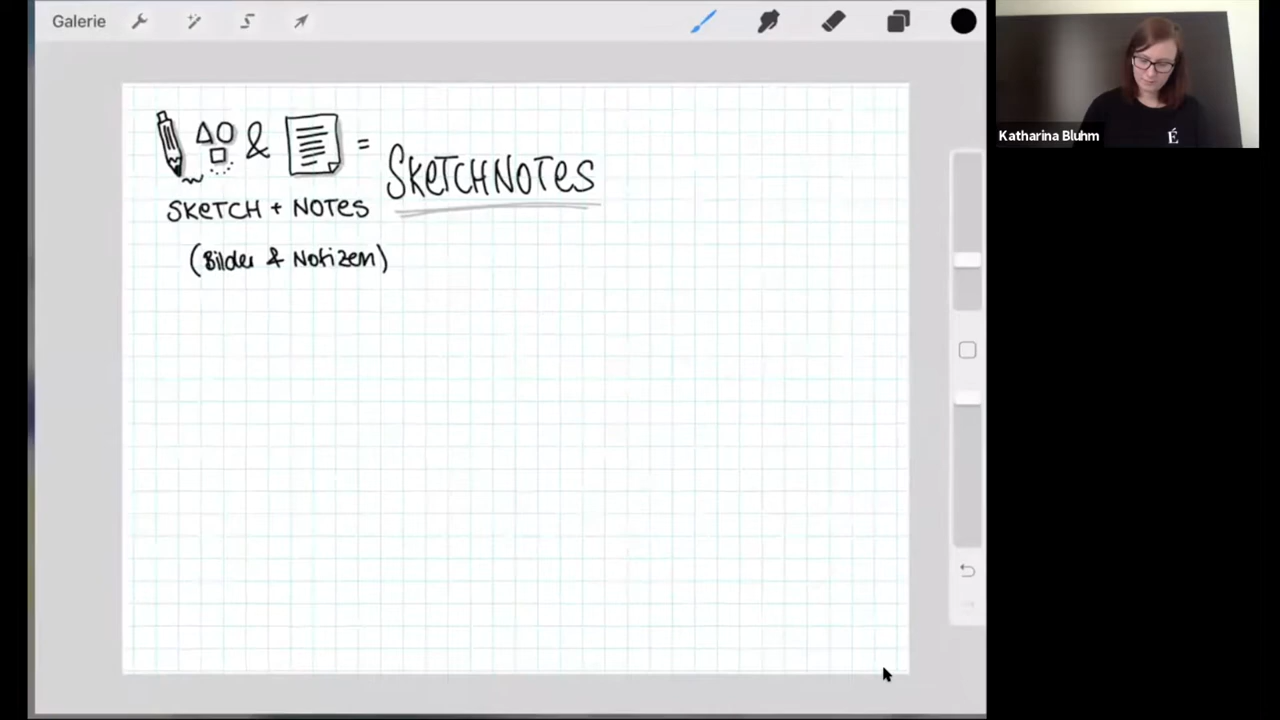 Galerie
& =
SKETCHNOTES
SKETCH + NOTES
(Bilder & Notizen)
Katharina Bluhm
É